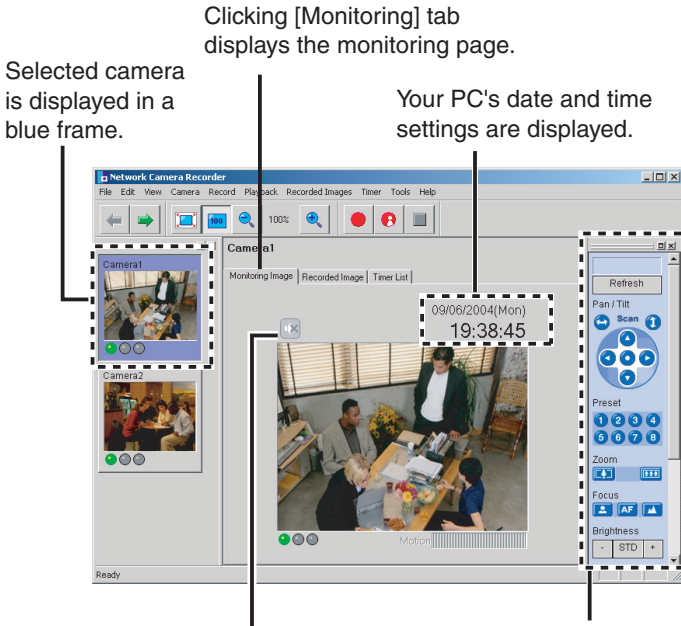 Clicking [Monitoring] tab
displays the monitoring page.
Selected camera
is displayed in a
blue frame.
Your PC's date and time
settings are displayed.
Network Camera Recorder
File Edit View Camera Record Playback Recorded Images Timer Tools Help
100 100%
Camera1
Camera1
Monitoring Image Recorded Image Timer List
09/06/2004(Mon)
19:38:45
Camera2
Motion
Refresh
Pan / Tilt
Scan
Preset
1 2 3 4
5 6 7 8
Zoom
Focus
AF
Brightness
- STD +
Ready